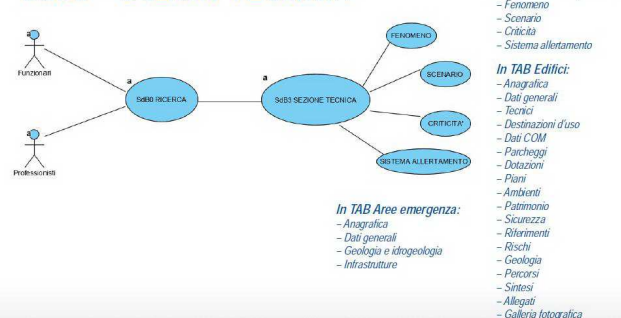 a
Funzionari
a
Professionisti
a
SdB0 RICERCA
a
SdB3 SEZIONE TECNICA
FENOMENO
SCENARIO
CRITICITA'
SISTEMA ALLERTAMENTO
In TAB Aree emergenza:
– Anagrafica
– Dati generali
– Geologia e idrogeologia
– Infrastrutture
– Fenomeno
– Scenario
– Criticità
– Sistema allertamento
In TAB Edifici:
– Anagrafica
– Dati generali
– Tecnici
– Destinazioni d'uso
– Dati COM
– Parcheggi
– Dotazioni
– Piani
– Ambienti
– Patrimonio
– Sicurezza
– Riferimenti
– Rischi
– Geologia
– Percorsi
– Sintesi
– Allegati
– Galleria fotografica